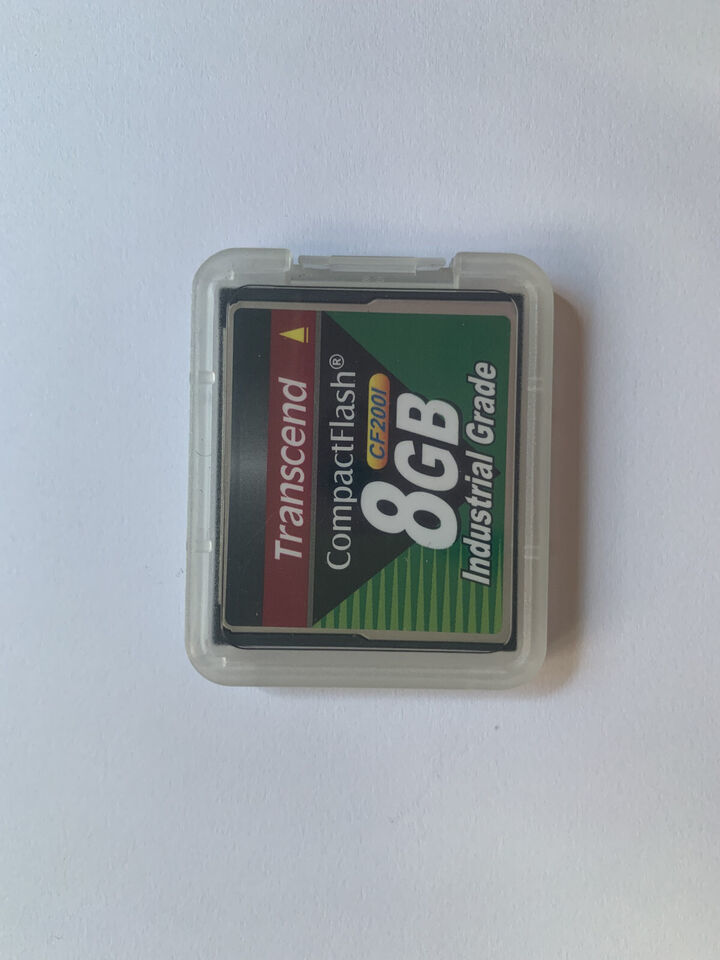 Transcend
CompactFlash®
CF200I
8GB
Industrial Grade